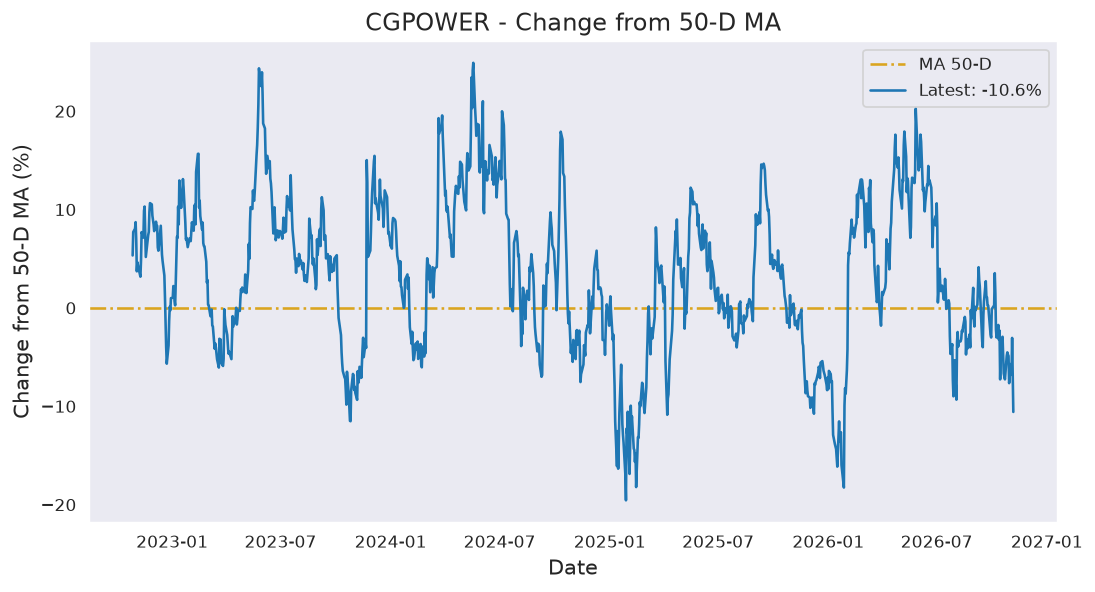 CGPOWER - Change from 50-D MA
MA 50-D
Latest: -10.6%
Change from 50-D MA (%)
20
10
0
−10
−20
2023-01
2023-07
2024-01
2024-07
2025-01
2025-07
2026-01
2026-07
2027-01
Date